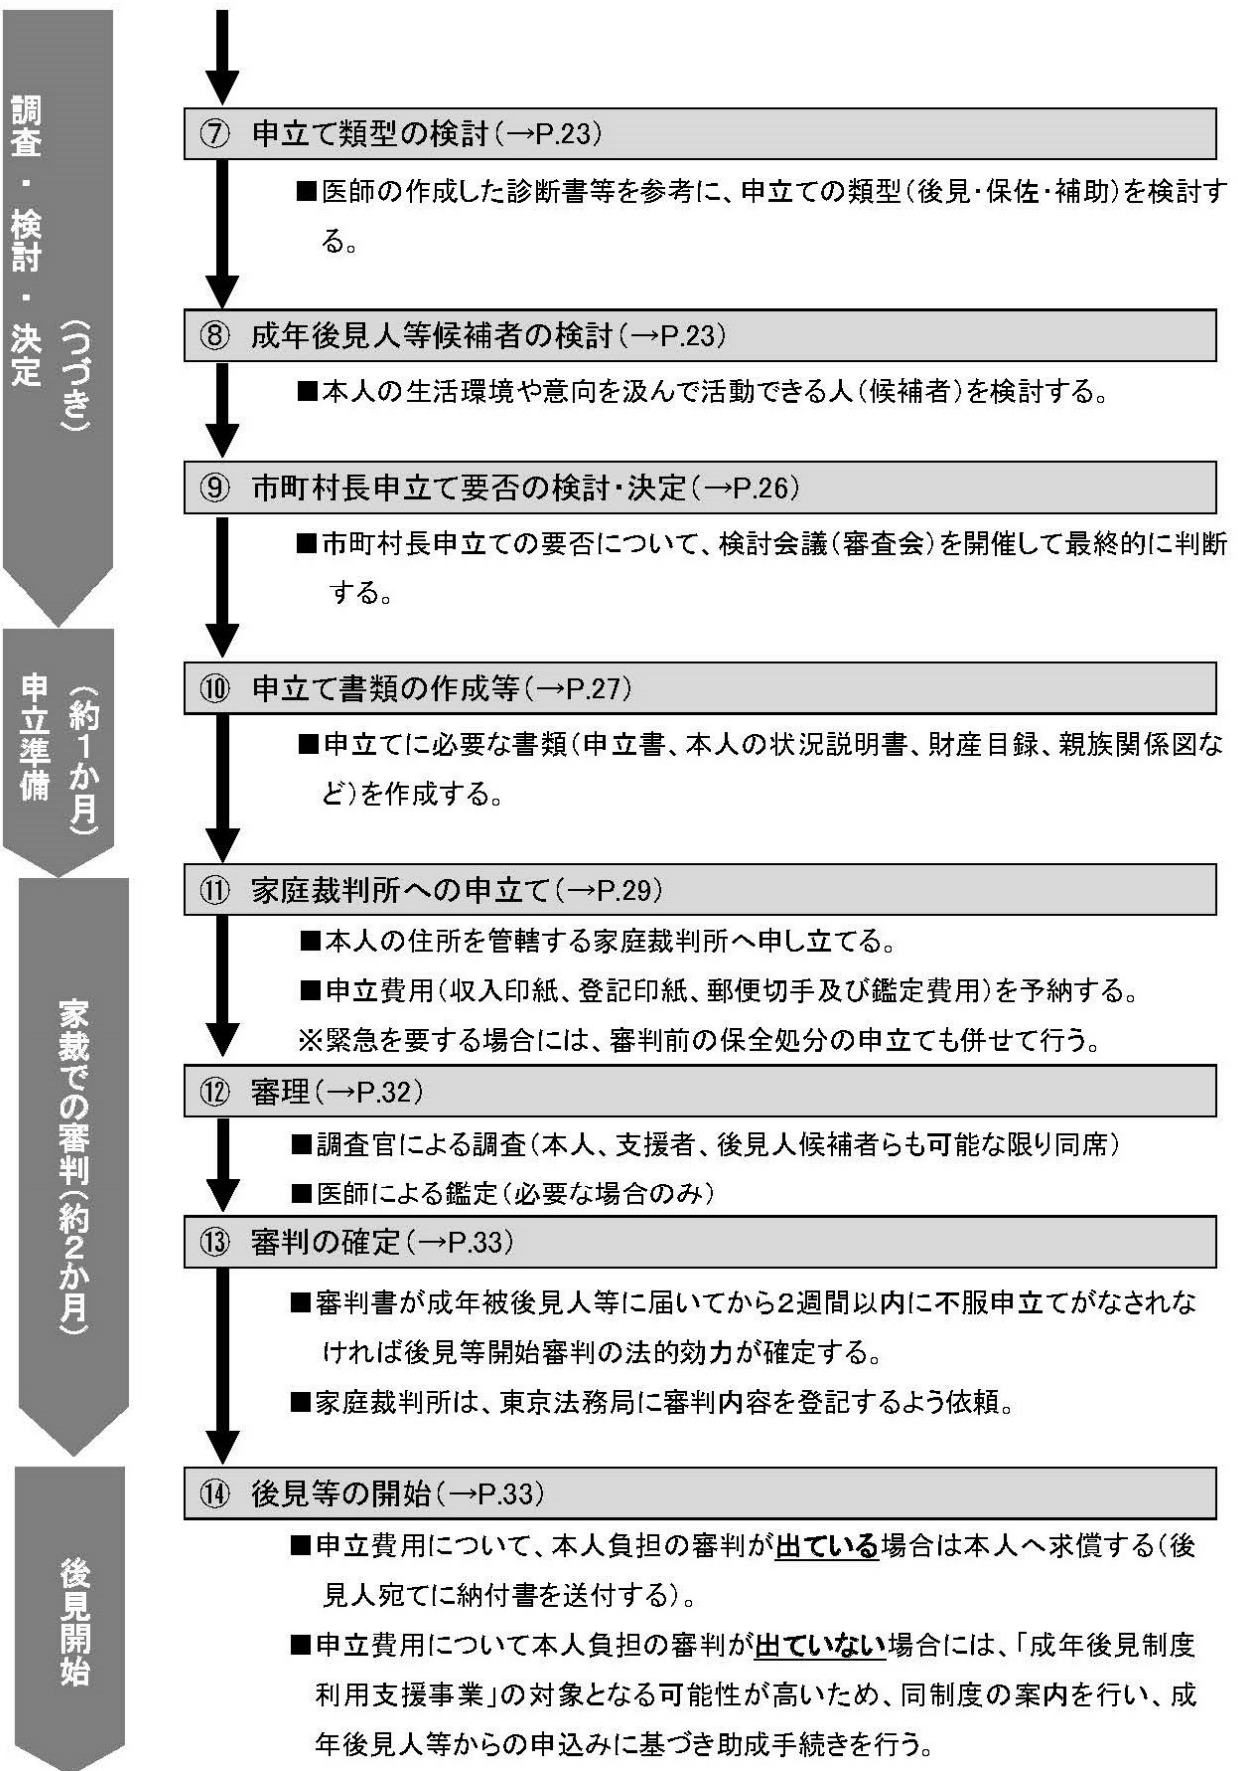 調査・検討・決定
(つづき)
⑦ 申立て類型の検討(→P.23)
■医師の作成した診断書等を参考に、申立ての類型(後見・保佐・補助)を検討す
る。
⑧ 成年後見人等候補者の検討(→P.23)
■本人の生活環境や意向を汲んで活動できる人(候補者)を検討する。
⑨ 市町村長申立て要否の検討・決定(→P.26)
■市町村長申立ての要否について、検討会議(審査会)を開催して最終的に判断
する。
申立準備
(約1か月)
⑩ 申立て書類の作成等(→P.27)
■申立てに必要な書類(申立書、本人の状況説明書、財産目録、親族関係図な
ど)を作成する。
家裁での審判(約2か月)
⑪ 家庭裁判所への申立て(→P.29)
■本人の住所を管轄する家庭裁判所へ申し立てる。
■申立費用(収入印紙、登記印紙、郵便切手及び鑑定費用)を予納する。
※緊急を要する場合には、審判前の保全処分の申立ても併せて行う。
⑫ 審理(→P.32)
■調査官による調査(本人、支援者、後見人候補者らも可能な限り同席)
■医師による鑑定(必要な場合のみ)
⑬ 審判の確定(→P.33)
■審判書が成年被後見人等に届いてから2週間以内に不服申立てがなされな
ければ後見等開始審判の法的効力が確定する。
■家庭裁判所は、東京法務局に審判内容を登記するよう依頼。
後見開始
⑭ 後見等の開始(→P.33)
■申立費用について、本人負担の審判が出ている場合は本人へ求償する(後
見人宛てに納付書を送付する)。
■申立費用について本人負担の審判が出ていない場合には、「成年後見制度
利用支援事業」の対象となる可能性が高いため、同制度の案内を行い、成
年後見人等からの申込みに基づき助成手続きを行う。